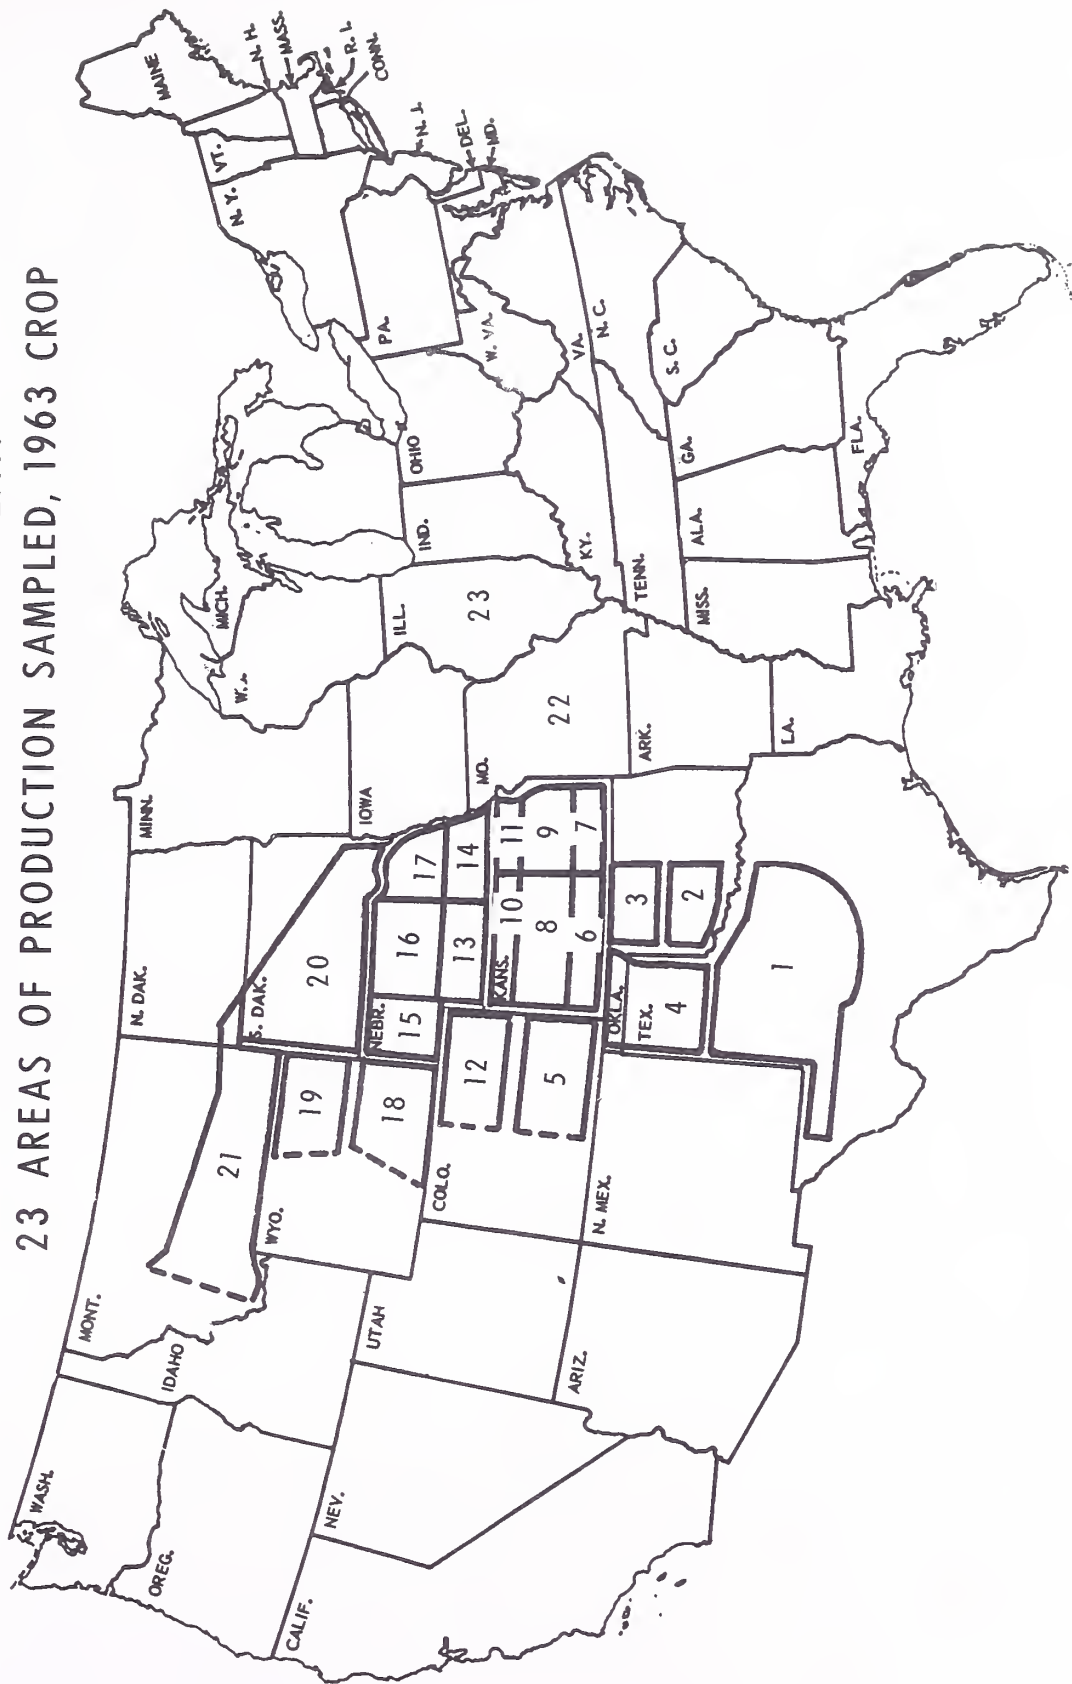 23 AREAS OF PRODUCTION SAMPLED, 1963 CROP
WASH.
OREG.
CALIF.
NEV.
IDAHO
MONT.
UTAH
ARIZ.
WYO.
COLO.
N. MEX.
N. DAK.
S. DAK.
NEBR.
KANS.
OKLA.
TEX.
MINN.
IOWA
MO.
ARK.
LA.
MICH.
ILL.
IND.
OHIO
KY.
TENN.
MISS.
ALA.
GA.
FLA.
S. C.
N. C.
VA.
W. VA.
PA.
N. Y.
VT.
MAINE
N. H.
MASS.
R. I.
CONN.
N. J.
DEL.
MD.
21
19
18
20
15
16
17
13
14
12
5
10
11
8
9
6
7
3
2
4
1
22
23